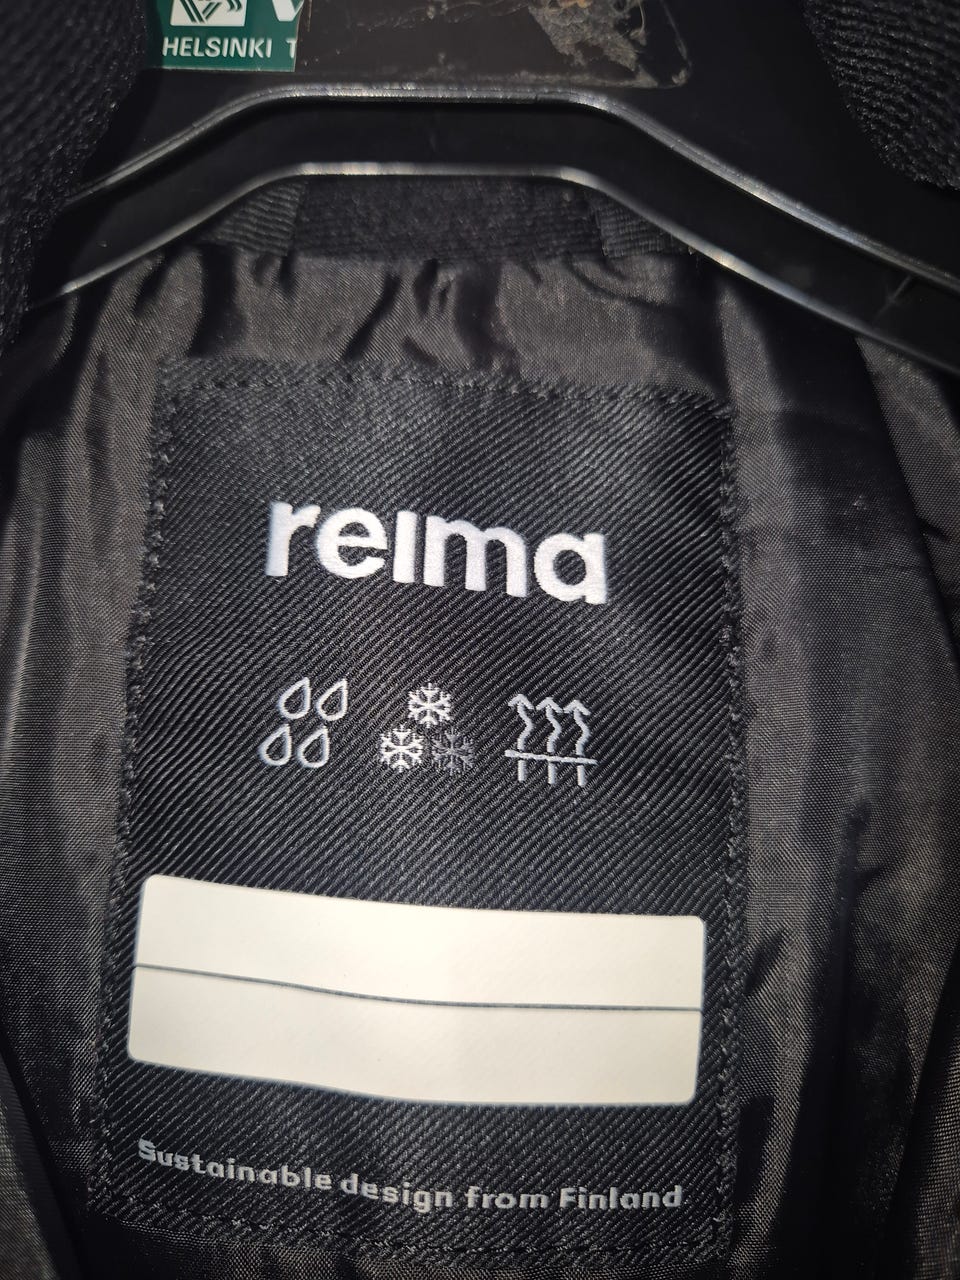 HELSINKI
reima
Sustainable design from Finland